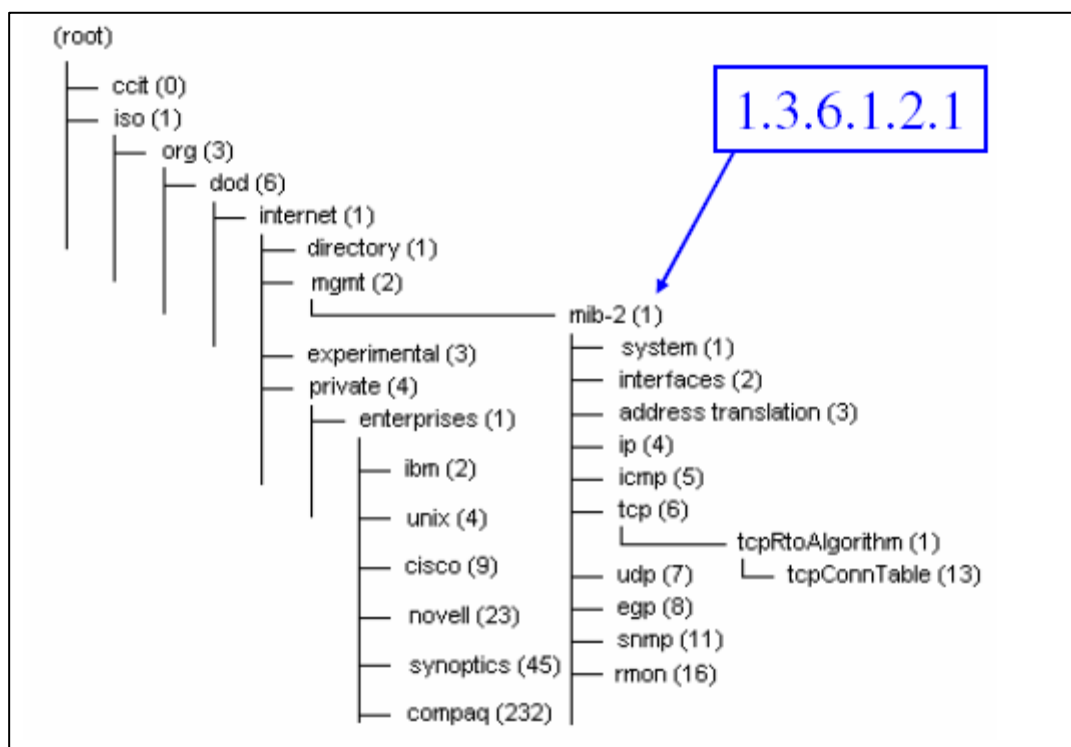 (root)
ccit (0)
1.3.6.1.2.1
iso (1)
org (3)
dod (6)
internet (1)
directory (1)
mgmt (2)
mib-2 (1)
system (1)
experimental (3)
interfaces (2)
private (4)
address translation (3)
enterprises (1)
ip (4)
ibm (2)
icmp (5)
unix (4)
tcp (6)
tcpRtoAlgorithm (1)
cisco (9)
udp (7)
tcpConnTable (13)
egp (8)
novell (23)
snmp (11)
synoptics (45)
rmon (16)
compaq (232)